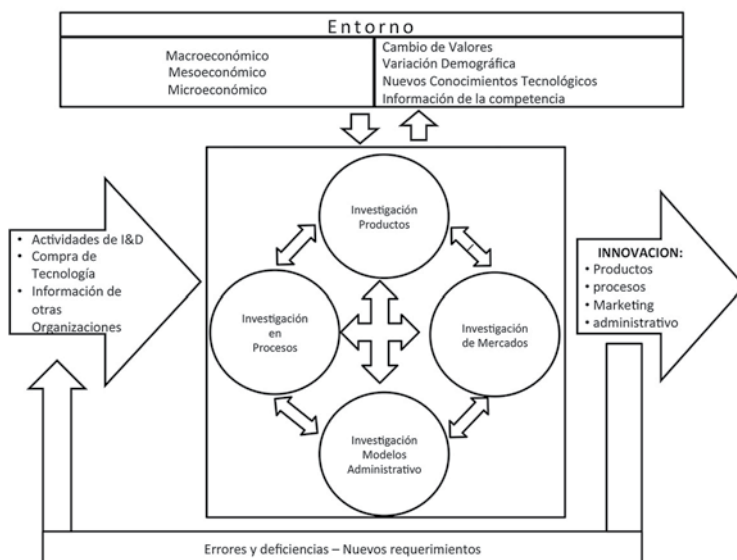 Entorno
Macroeconómico
Mesoeconómico
Microeconómico
Cambio de Valores
Variación Demográfica
Nuevos Conocimientos Tecnológicos
Información de la competencia
• Actividades de I&D
• Compra de
Tecnología
• Información de
otras
Organizaciones
Investigación
Productos
Investigación
en
Procesos
Investigación
de Mercados
Investigación
Modelos
Administrativo
INNOVACION:
• Productos
• procesos
• Marketing
• administrativo
Errores y deficiencias – Nuevos requerimientos